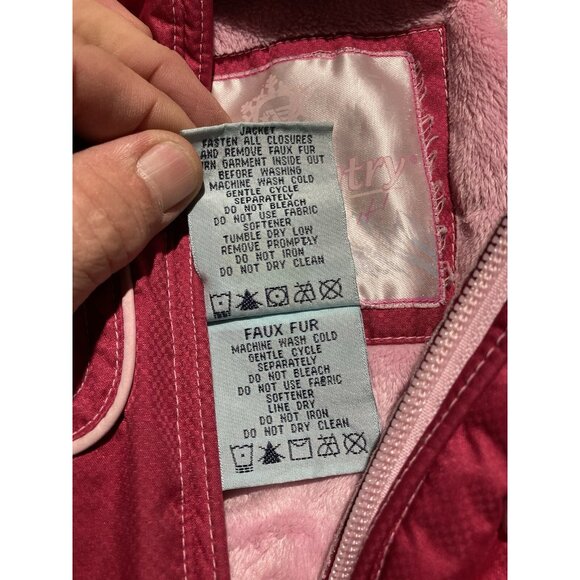 JACKET
FASTEN ALL CLOSURES
AND REMOVE FAUX FUR
RN GARMENT INSIDE OUT
BEFORE WASHING
MACHINE WASH COLD
GENTLE CYCLE
SEPARATELY
DO NOT BLEACH
DO NOT USE FABRIC
SOFTENER
TUMBLE DRY LOW
REMOVE PROMPTLY
DO NOT IRON
DO NOT DRY CLEAN
FAUX FUR
MACHINE WASH COLD
GENTLE CYCLE
SEPARATELY
DO NOT BLEACH
DO NOT USE FABRIC
SOFTENER
LINE DRY
DO NOT IRON
DO NOT DRY CLEAN